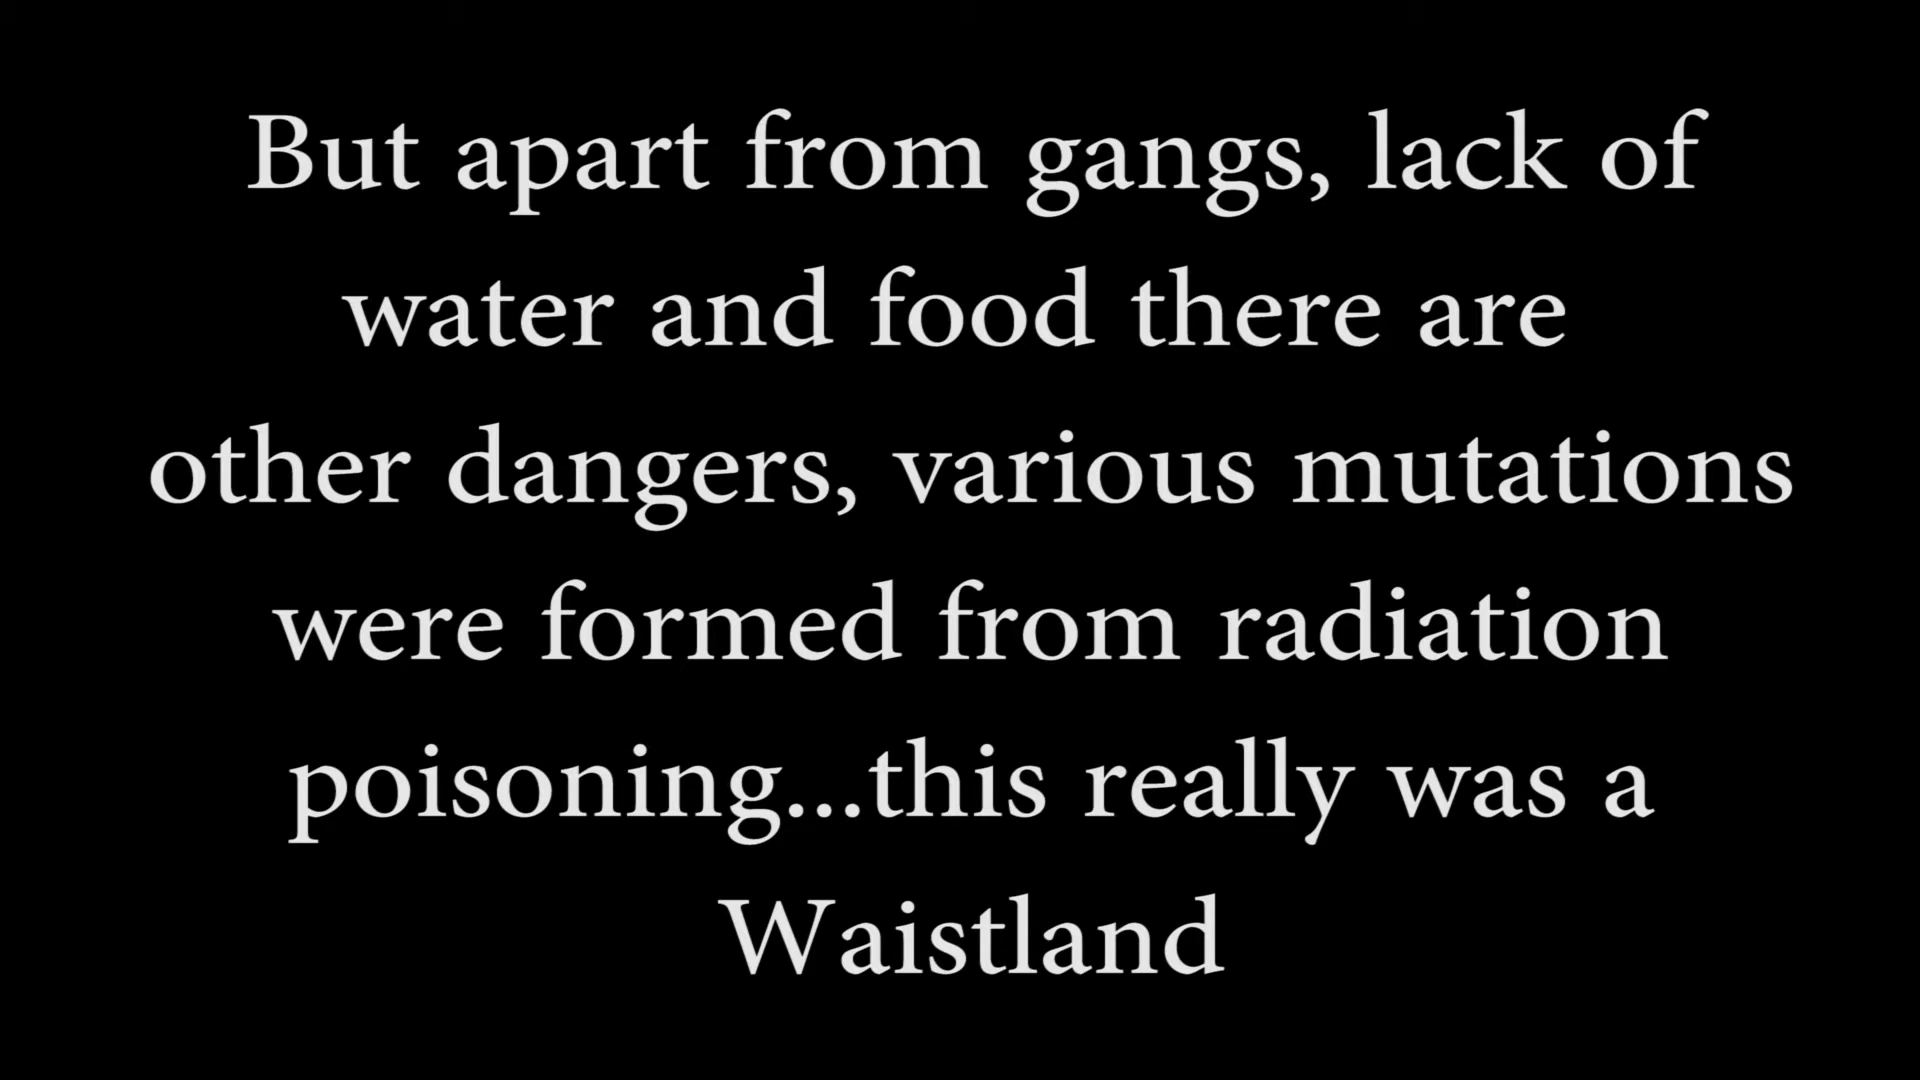 But apart from gangs, lack of
water and food there are
other dangers, various mutations
were formed from radiation
poisoning...this really was a
Waistland